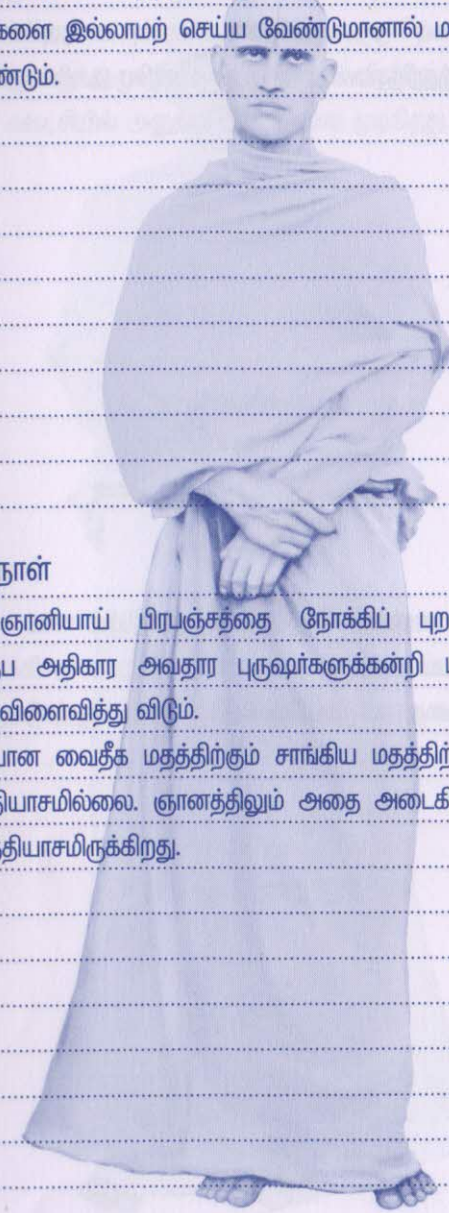 களை இல்லாமற் செய்ய வேண்டுமானால் ம
ண்டும்.
நாள்
ஞானியாய் பிரபஞ்சத்தை நோக்கிப் புற
ப அதிகார அவதார புருஷர்களுக்கன்றி ம
விளைவித்து விடும்.
யான வைதீக மதத்திற்கும் சாங்கிய மதத்திற்
தியாசமில்லை. ஞானத்திலும் அதை அடைகி
த்தியாசமிருக்கிறது.